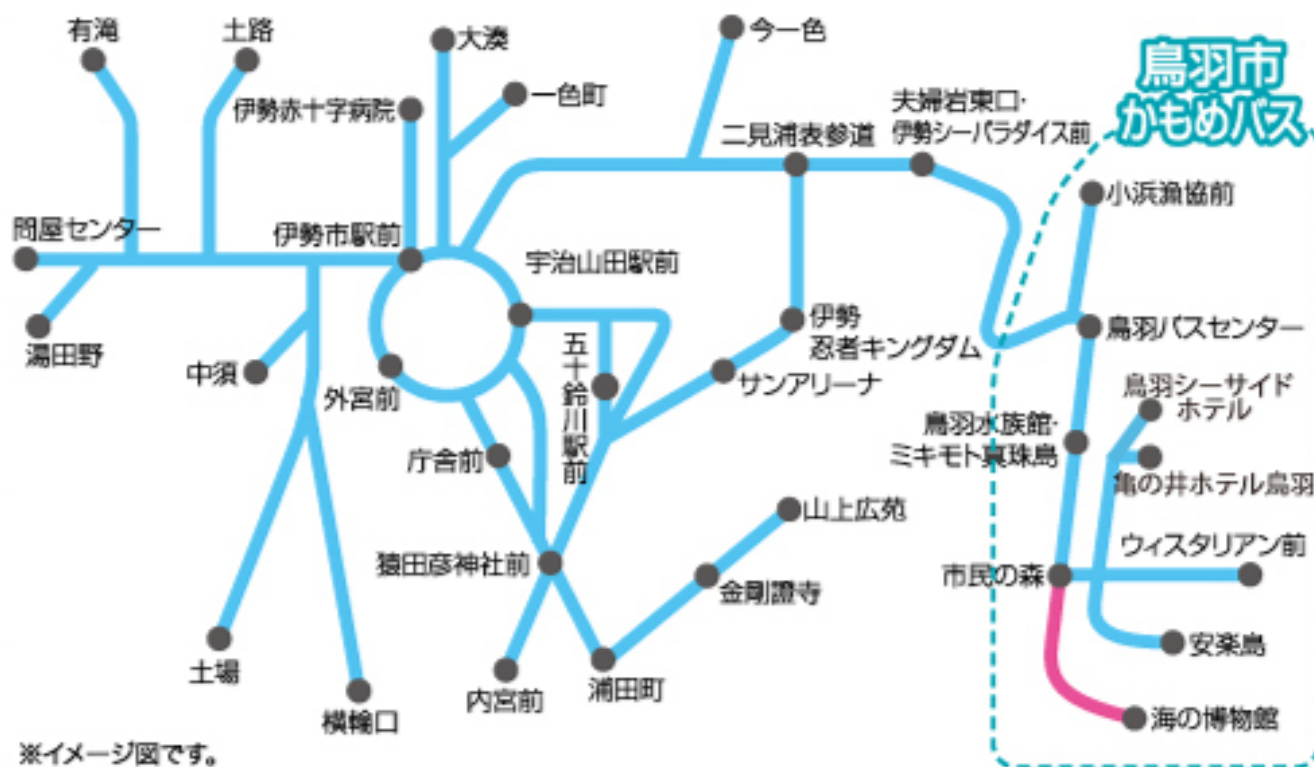 有滝
土路
大湊
今一色
鳥羽市
かもめバス
伊勢赤十字病院
一色町
夫婦岩東口・
伊勢シーパラダイス前
二見浦表参道
小浜漁協前
問屋センター
伊勢市駅前
宇治山田駅前
湯田野
中須
外宮前
五十鈴川駅前
伊勢
忍者キングダム
サンアリーナ
鳥羽バスセンター
鳥羽シーサイド
ホテル
鳥羽水族館・
ミキモト真珠島
亀の井ホテル鳥羽
庁舎前
山上広苑
猿田彦神社前
金剛證寺
市民の森
ウィスタリアン前
土場
横輪口
内宮前
浦田町
安楽島
海の博物館
※イメージ図です。